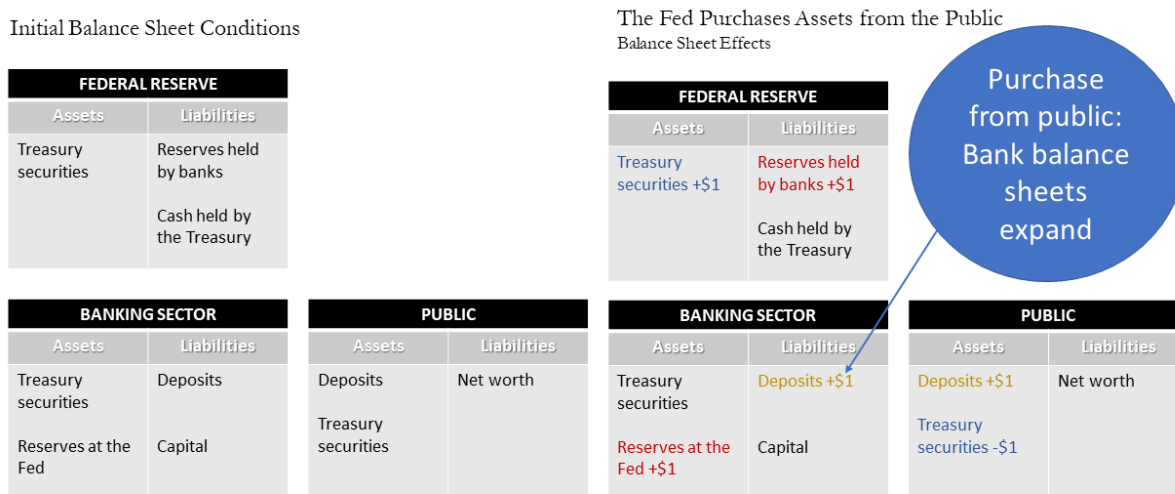 Initial Balance Sheet Conditions
FEDERAL RESERVE
Assets Liabilities
Treasury securities
Reserves held by banks
Cash held by the Treasury
BANKING SECTOR
Assets Liabilities
Treasury securities
Deposits
Reserves at the Fed
Capital
PUBLIC
Assets Liabilities
Deposits
Net worth
Treasury securities
The Fed Purchases Assets from the Public
Balance Sheet Effects
FEDERAL RESERVE
Assets Liabilities
Treasury securities +$1
Reserves held by banks +$1
Cash held by the Treasury
Purchase
from public:
Bank balance
sheets
expand
BANKING SECTOR
Assets Liabilities
Treasury securities
Deposits +$1
Reserves at the Fed +$1
Capital
PUBLIC
Assets Liabilities
Deposits +$1
Net worth
Treasury securities -$1